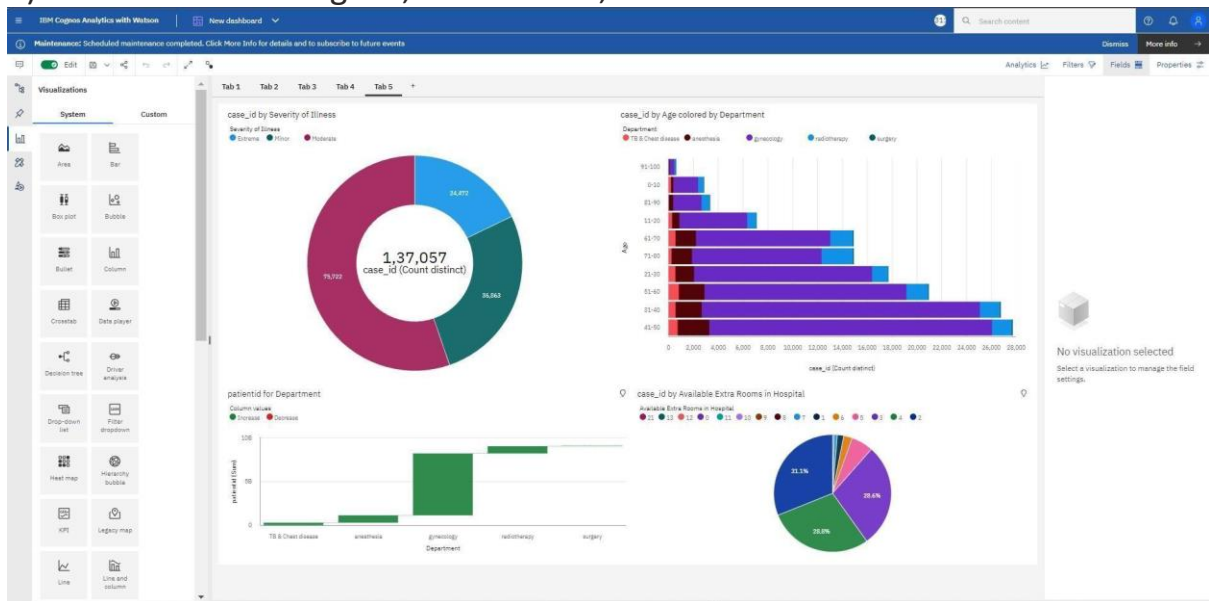 IBM Cognos Analytics with Watson
New dashboard
Search content
Maintenance: Scheduled maintenance completed. Click More Info for details and to subscribe to future events
Dismiss
More info
Edit
Analytics
Filters
Fields
Properties
Visualizations
System
Custom
Area
Bar
Box plot
Bubble
Bullet
Column
Crosstab
Data player
Decision tree
Driver
analysis
Drop-down
list
Filter
dropdown
Heat map
Hierarchy
bubble
KPI
Legacy map
Line
Line and
column
Tab 1 Tab 2 Tab 3 Tab 4 Tab 5 +
case_id by Severity of Illness
Severity of Illness
Extreme Minor Moderate
24,472
36,863
75,722
1,37,057
case_id (Count distinct)
case_id by Age colored by Department
Department
TB & Chest disease anesthesia gynecology radiotherapy surgery
Age
91-100
0-10
81-90
11-20
61-70
71-80
21-30
51-60
31-40
41-50
0 2,000 4,000 6,000 8,000 10,000 12,000 14,000 16,000 18,000 20,000 22,000 24,000 26,000 28,000
case_id (Count distinct)
patientid for Department
Column values
Increase Decrease
patientid (Sum)
10B
5B
0
TB & Chest disease anesthesia gynecology radiotherapy surgery
Department
case_id by Available Extra Rooms in Hospital
Available Extra Rooms in Hospital
31.1%
28.6%
28.8%
No visualization selected
Select a visualization to manage the field
settings.